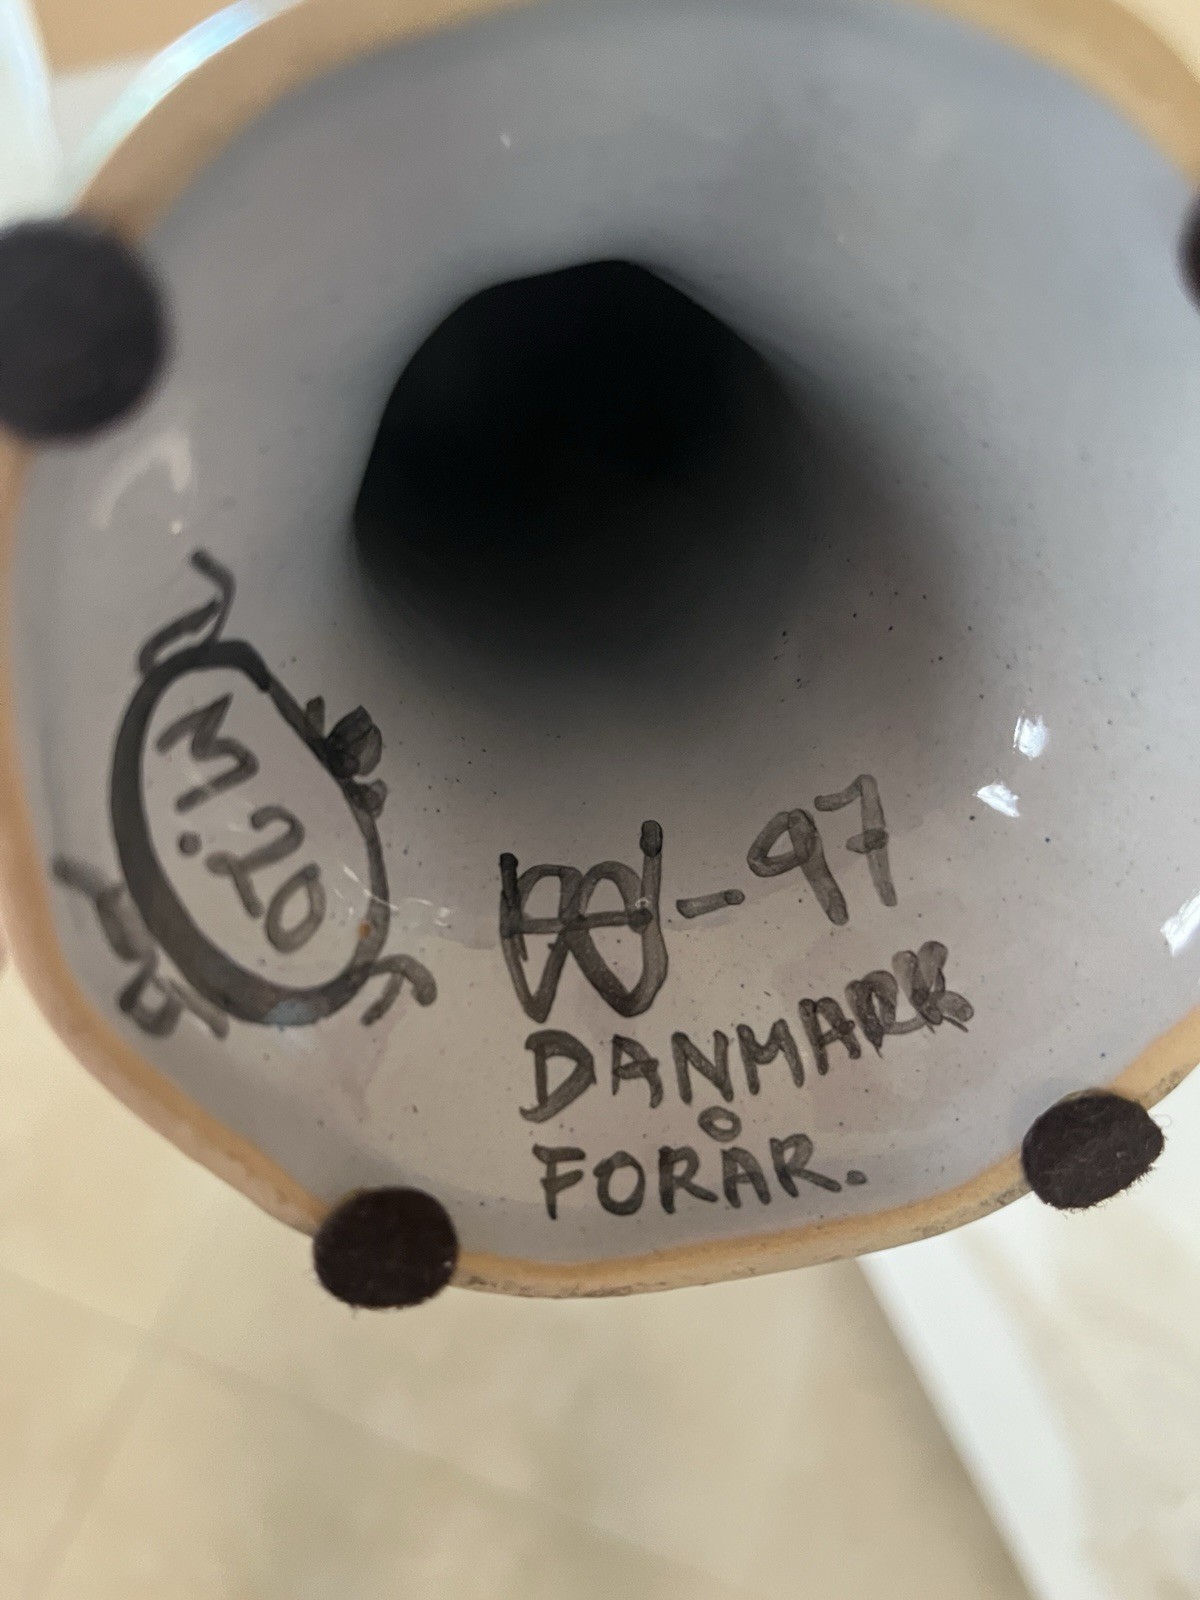 M.20
-97
DANMARK
FORÅR.